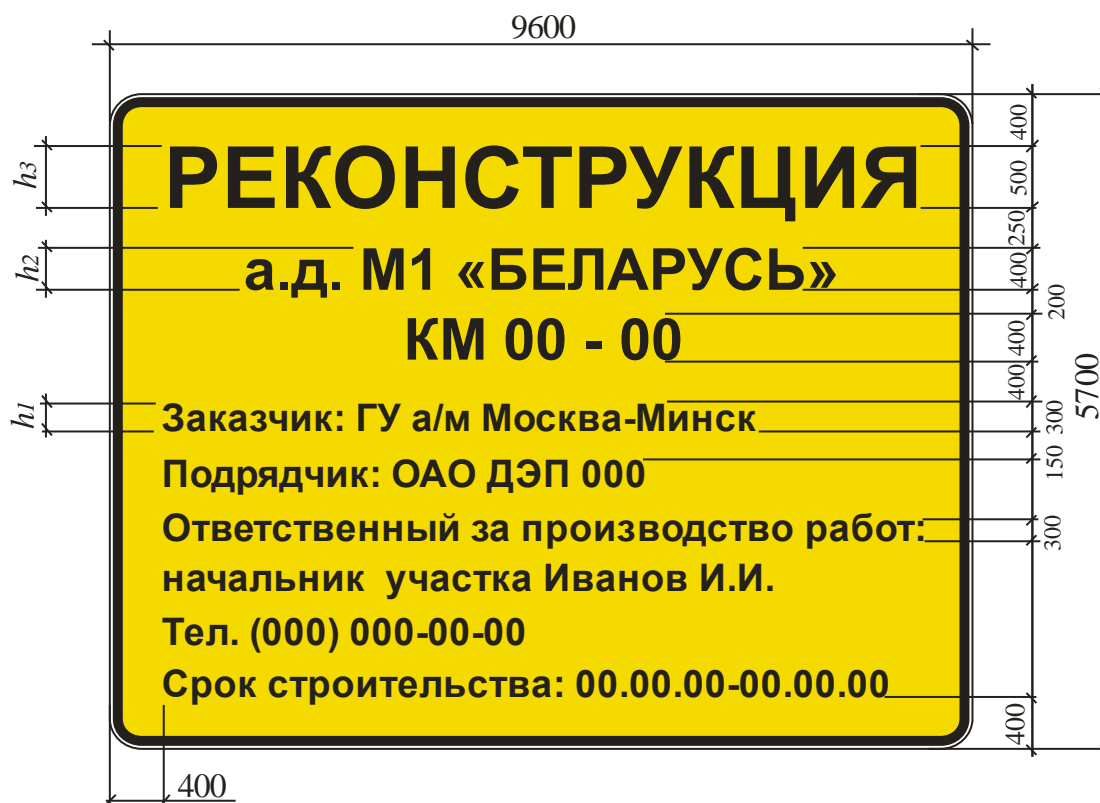 9600
РЕКОНСТРУКЦИЯ
а.д. М1 «БЕЛАРУСЬ»
КМ 00 - 00
Заказчик: ГУ а/м Москва-Минск
Подрядчик: ОАО ДЭП 000
Ответственный за производство работ:
начальник участка Иванов И.И.
Тел. (000) 000-00-00
Срок строительства: 00.00.00-00.00.00
h3
h2
h1
400
500
250
400
200
400
400
300
150
300
400
5700
400